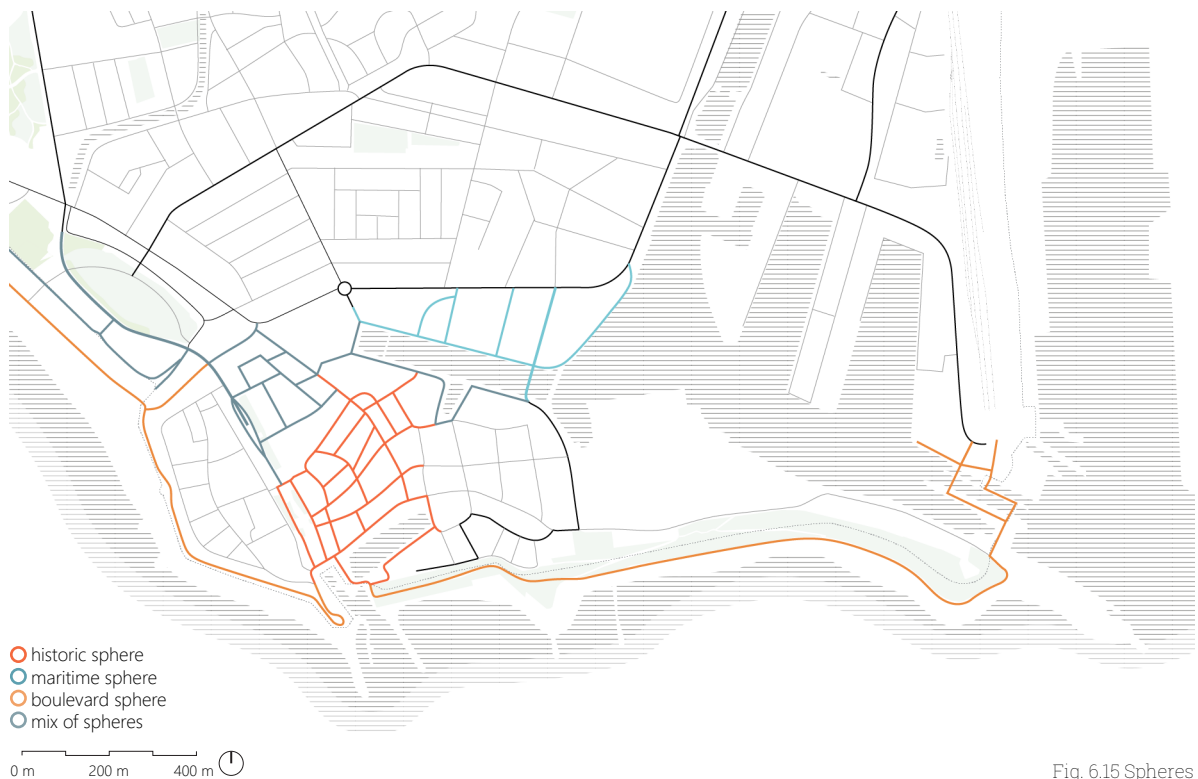 historic sphere
maritime sphere
boulevard sphere
mix of spheres
0 m 200 m 400 m
Fig. 6.15 Spheres